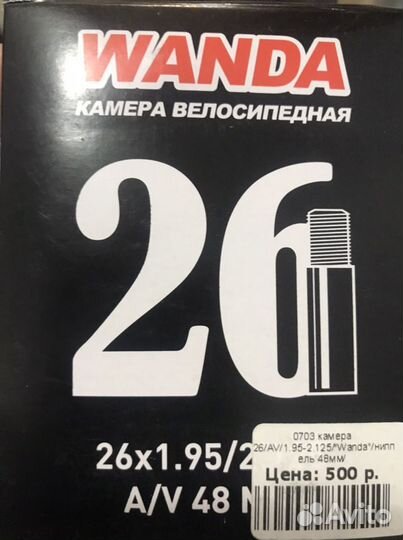 WANDA
КАМЕРА ВЕЛОСИПЕДНАЯ
26
26x1.95/2
A/V 48
0703 камера
26/AV/1.95-2.125/"Wanda"/нипп
ель 48мм/
Цена: 500 р.
Avito